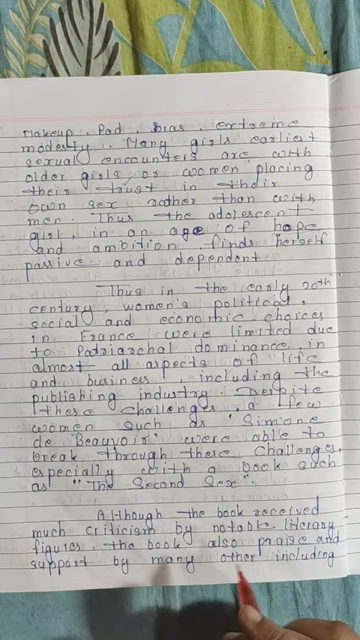 Makeup, Pad, bias, extreme
modesty. Many girls earliest
sexual encounters are with
older girls or women placing
their trust in their
own sex rather than with
men. Thus the adolescent
girl, in an age of hope
and ambition finds herself
passive and dependent.
Thus in the early 20th
century, women's political,
social and economic choices
in France were limited due
to Patriarchal dominance in
almost all aspects of life
and business, including the
publishing industry. Despite
these challenges, a few
women such as "Simone
de Beauvoir" were able to
break through these challenges,
especially with a book such
as "The Second Sex".
Although the book received
much criticism by notable literary
figures, the book also praise and
support by many other including